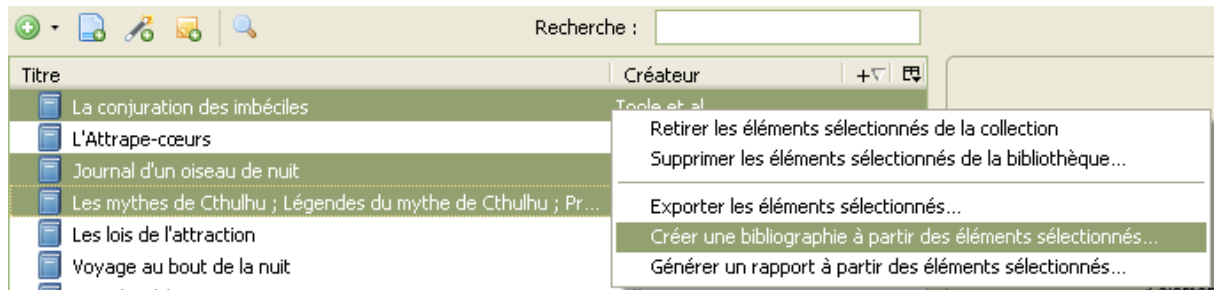 Recherche :
Titre Créateur
La conjuration des imbéciles Toole et al.
L'Attrape-cœurs
Journal d'un oiseau de nuit
Les mythes de Cthulhu ; Légendes du mythe de Cthulhu ; Pr...
Les lois de l'attraction
Voyage au bout de la nuit
Retirer les éléments sélectionnés de la collection
Supprimer les éléments sélectionnés de la bibliothèque...
Exporter les éléments sélectionnés...
Créer une bibliographie à partir des éléments sélectionnés...
Générer un rapport à partir des éléments sélectionnés...